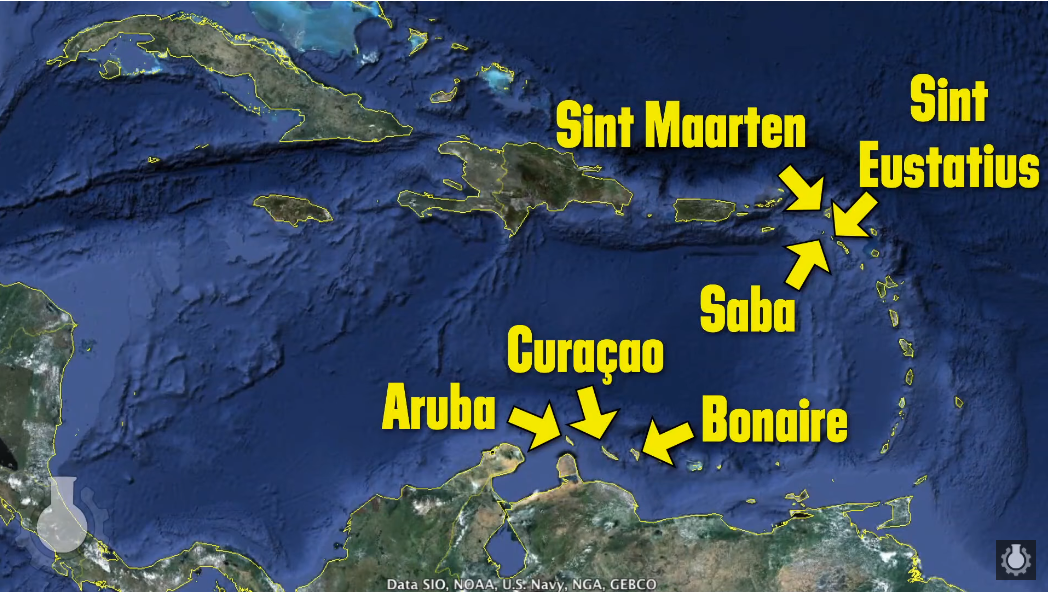 Sint Maarten
Sint
Eustatius
Saba
Curaçao
Aruba
Bonaire
Data SIO, NOAA, U.S. Navy, NGA, GEBCO